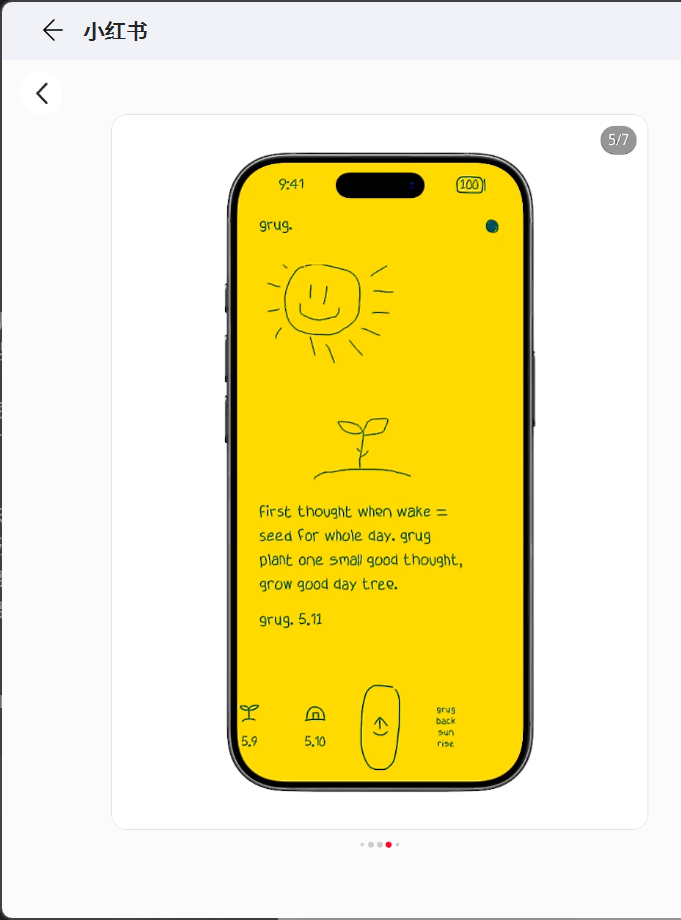 小红书
5/7
9:41
100
grug.
first thought when wake =
seed for whole day. grug
plant one small good thought,
grow good day tree.
grug. 5.11
5.9
5.10
grug
back
sun
rise